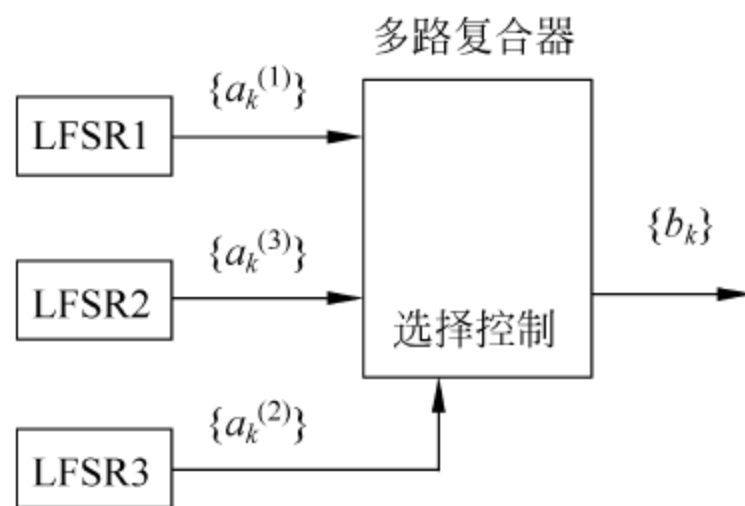 多路复合器
{a_k^(1)}
LFSR1
{a_k^(3)}
{b_k}
LFSR2
选择控制
{a_k^(2)}
LFSR3